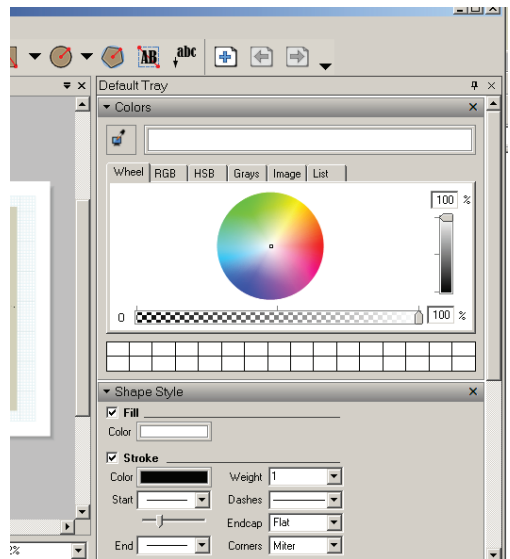 AB abc
Default Tray
Colors
Wheel RGB HSB Grays Image List
100 %
0 100 %
Shape Style
Fill
Color
Stroke
Color Weight 1
Start Dashes
Endcap Flat
2% End Corners Miter